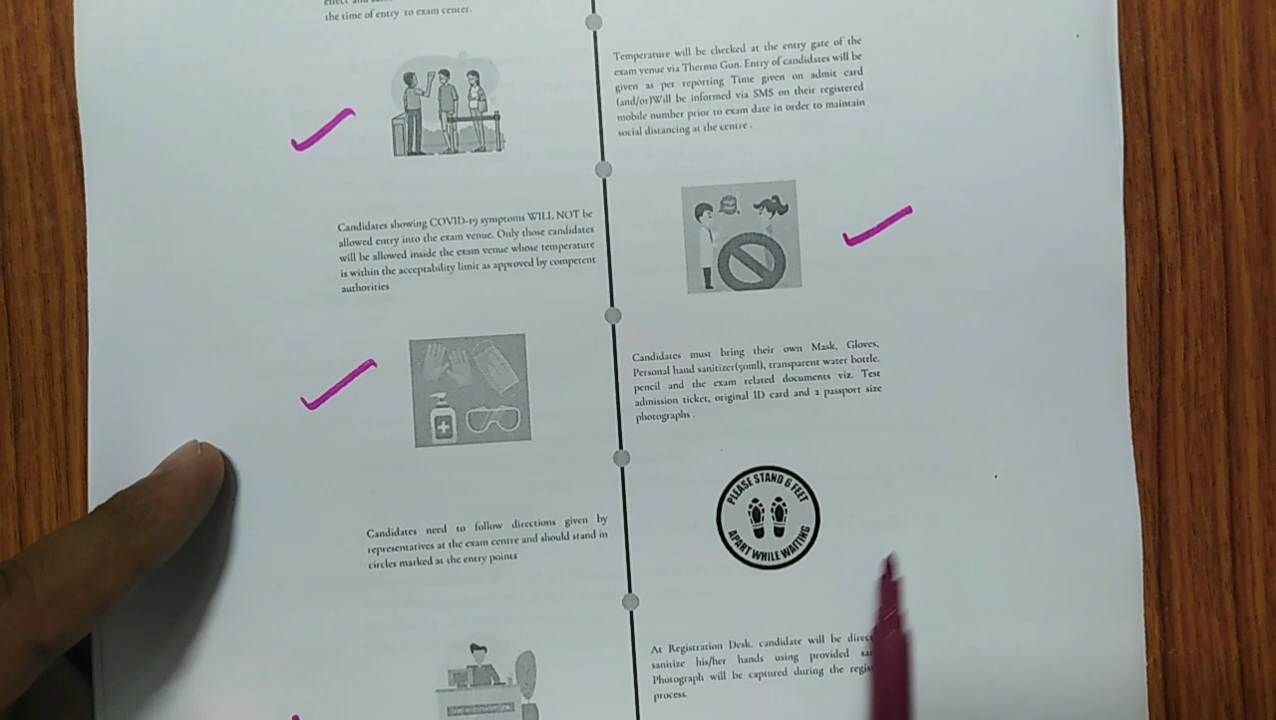 the time of entry to exam center.
Temperature will be checked at the entry gate of the
exam venue via Thermo Gun. Entry of candidates will be
given as per reporting Time given on admit card
(and/or)Will be informed via SMS on their registered
mobile number prior to exam date in order to maintain
social distancing at the centre .
Candidates showing COVID-19 symptoms WILL NOT be
allowed entry into the exam venue. Only those candidates
will be allowed inside the exam venue whose temperature
is within the acceptability limit as approved by competent
authorities
Candidates must bring their own Mask, Gloves,
Personal hand sanitizer(50ml), transparent water bottle,
pencil and the exam related documents viz. Test
admission ticket, original ID card and 2 passport size
photographs .
PLEASE STAND 6 FEET
APART WHILE WAITING
Candidates need to follow directions given by
representatives at the exam centre and should stand in
circles marked at the entry points
At Registration Desk, candidate will be
sanitize his/her hands using provided
Photograph will be captured during the
process.